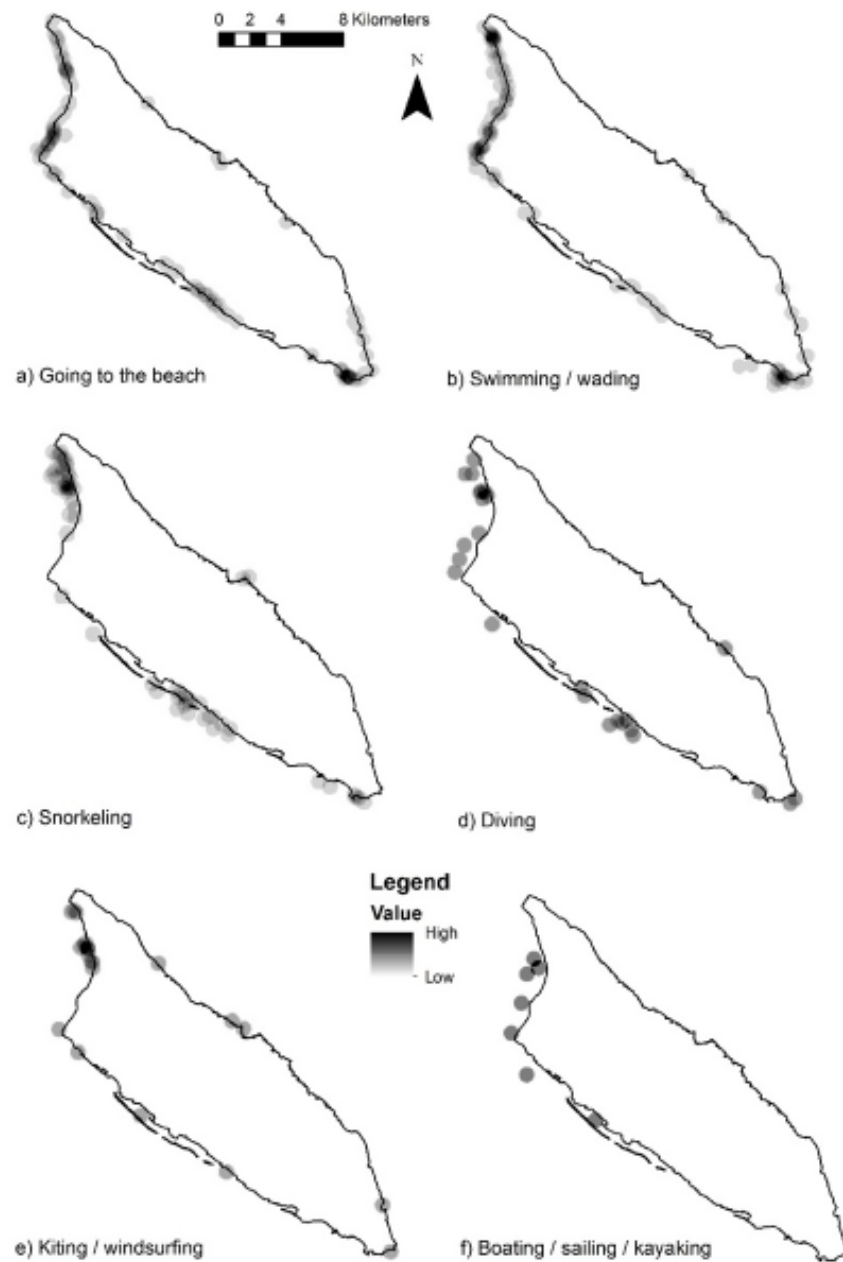 0 2 4 8 Kilometers
N
a) Going to the beach
b) Swimming / wading
c) Snorkeling
d) Diving
Legend
Value
High
Low
e) Kiting / windsurfing
f) Boating / sailing / kayaking